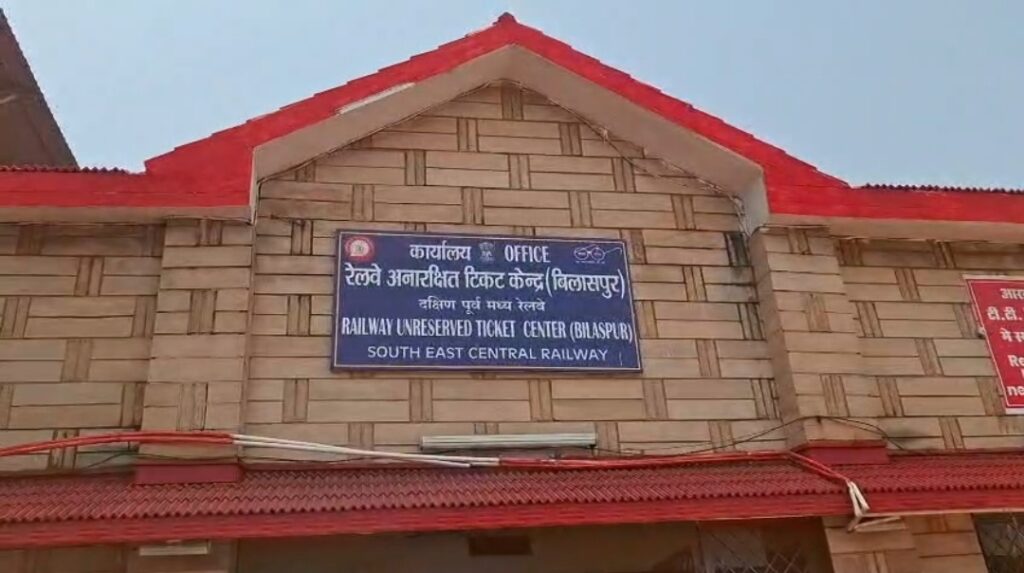 कार्यालय OFFICE
रेलवे अनारक्षित टिकट केन्द्र (बिलासपुर)
दक्षिण पूर्व मध्य रेलवे
RAILWAY UNRESERVED TICKET CENTER (BILASPUR)
SOUTH EAST CENTRAL RAILWAY
टी.टी.
में